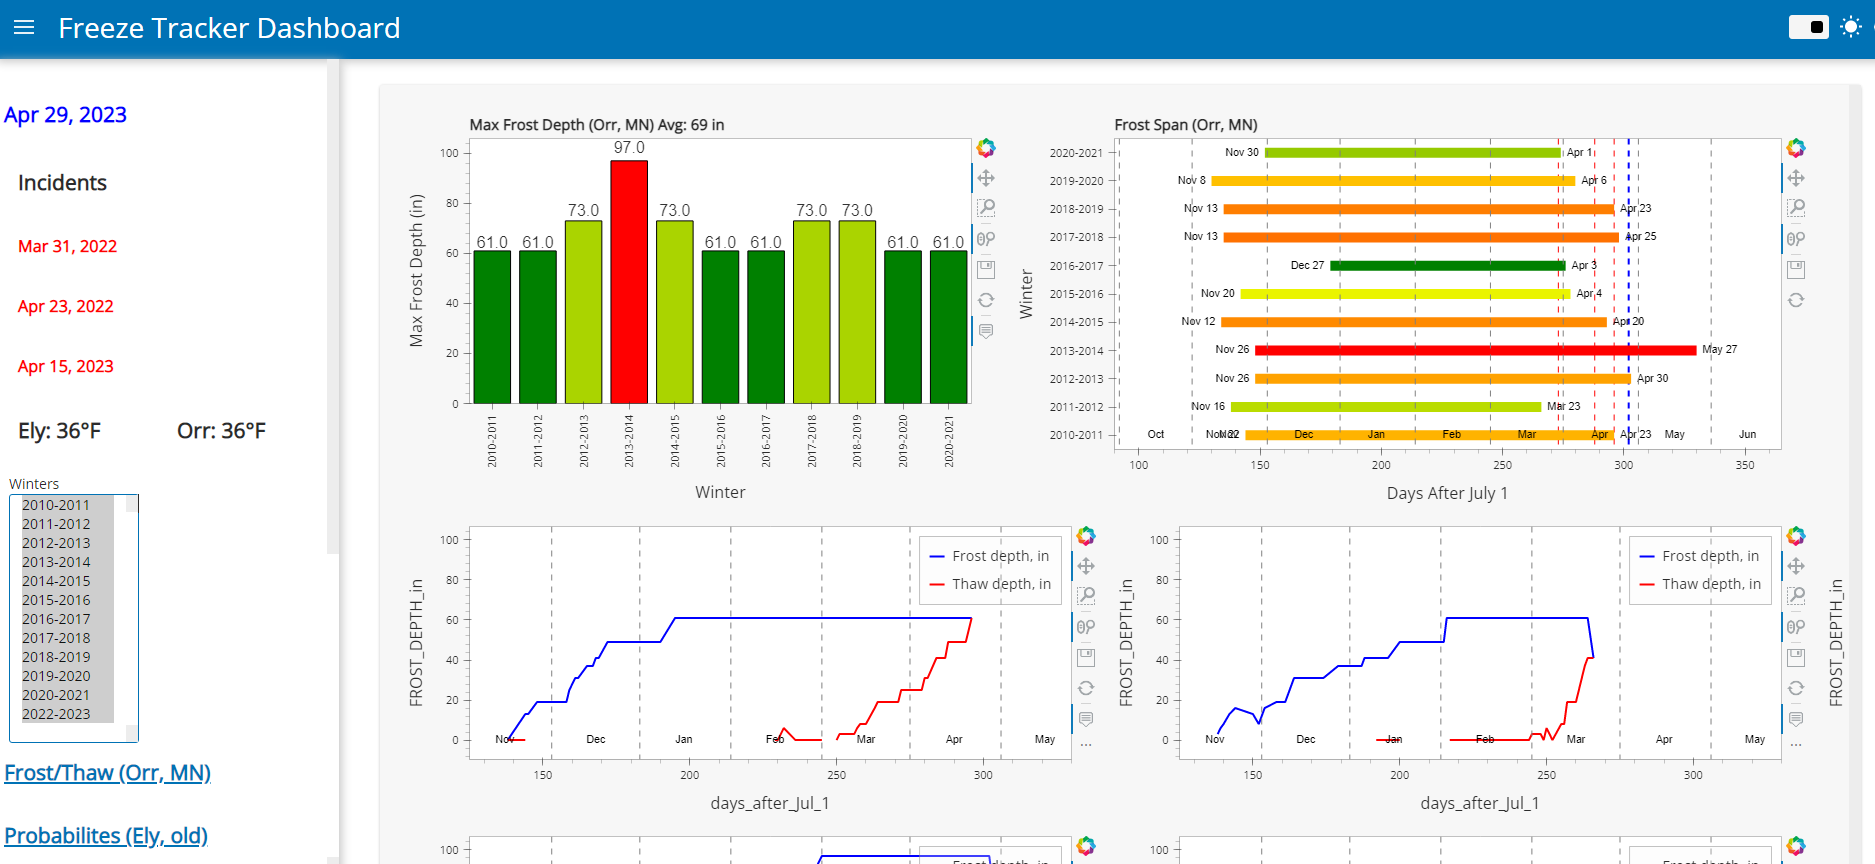 Freeze Tracker Dashboard
Apr 29, 2023
Incidents
Mar 31, 2022
Apr 23, 2022
Apr 15, 2023
Ely: 36°F Orr: 36°F
Winters
2010-2011
2011-2012
2012-2013
2013-2014
2014-2015
2015-2016
2016-2017
2017-2018
2018-2019
2019-2020
2020-2021
2022-2023
Frost/Thaw (Orr, MN)
Probabilites (Ely, old)
Max Frost Depth (Orr, MN) Avg: 69 in
Max Frost Depth (in)
100
80
60
40
20
0
61.0 61.0 73.0 97.0 73.0 61.0 61.0 73.0 73.0 61.0 61.0
2010-2011 2011-2012 2012-2013 2013-2014 2014-2015 2015-2016 2016-2017 2017-2018 2018-2019 2019-2020 2020-2021
Winter
Frost Span (Orr, MN)
Winter
2020-2021 Nov 30 Apr 1
2019-2020 Nov 8 Apr 6
2018-2019 Nov 13 Apr 23
2017-2018 Nov 13 Apr 25
2016-2017 Dec 27 Apr 3
2015-2016 Nov 20 Apr 4
2014-2015 Nov 12 Apr 20
2013-2014 Nov 26 May 27
2012-2013 Nov 26 Apr 30
2011-2012 Nov 16 Mar 23
2010-2011 Oct Nov Nov 22 Dec Jan Feb Mar Apr Apr 23 May Jun
100 150 200 250 300 350
Days After July 1
FROST_DEPTH_in
100
80
60
40
20
0
Frost depth, in
Thaw depth, in
Nov Dec Jan Feb Mar Apr May
150 200 250 300
days_after_Jul_1
FROST_DEPTH_in
100
80
60
40
20
0
Frost depth, in
Thaw depth, in
Nov Dec Jan Feb Mar Apr May
150 200 250 300
days_after_Jul_1
FROST_DEPTH_in
100
Frost depth, in
100
Frost depth, in